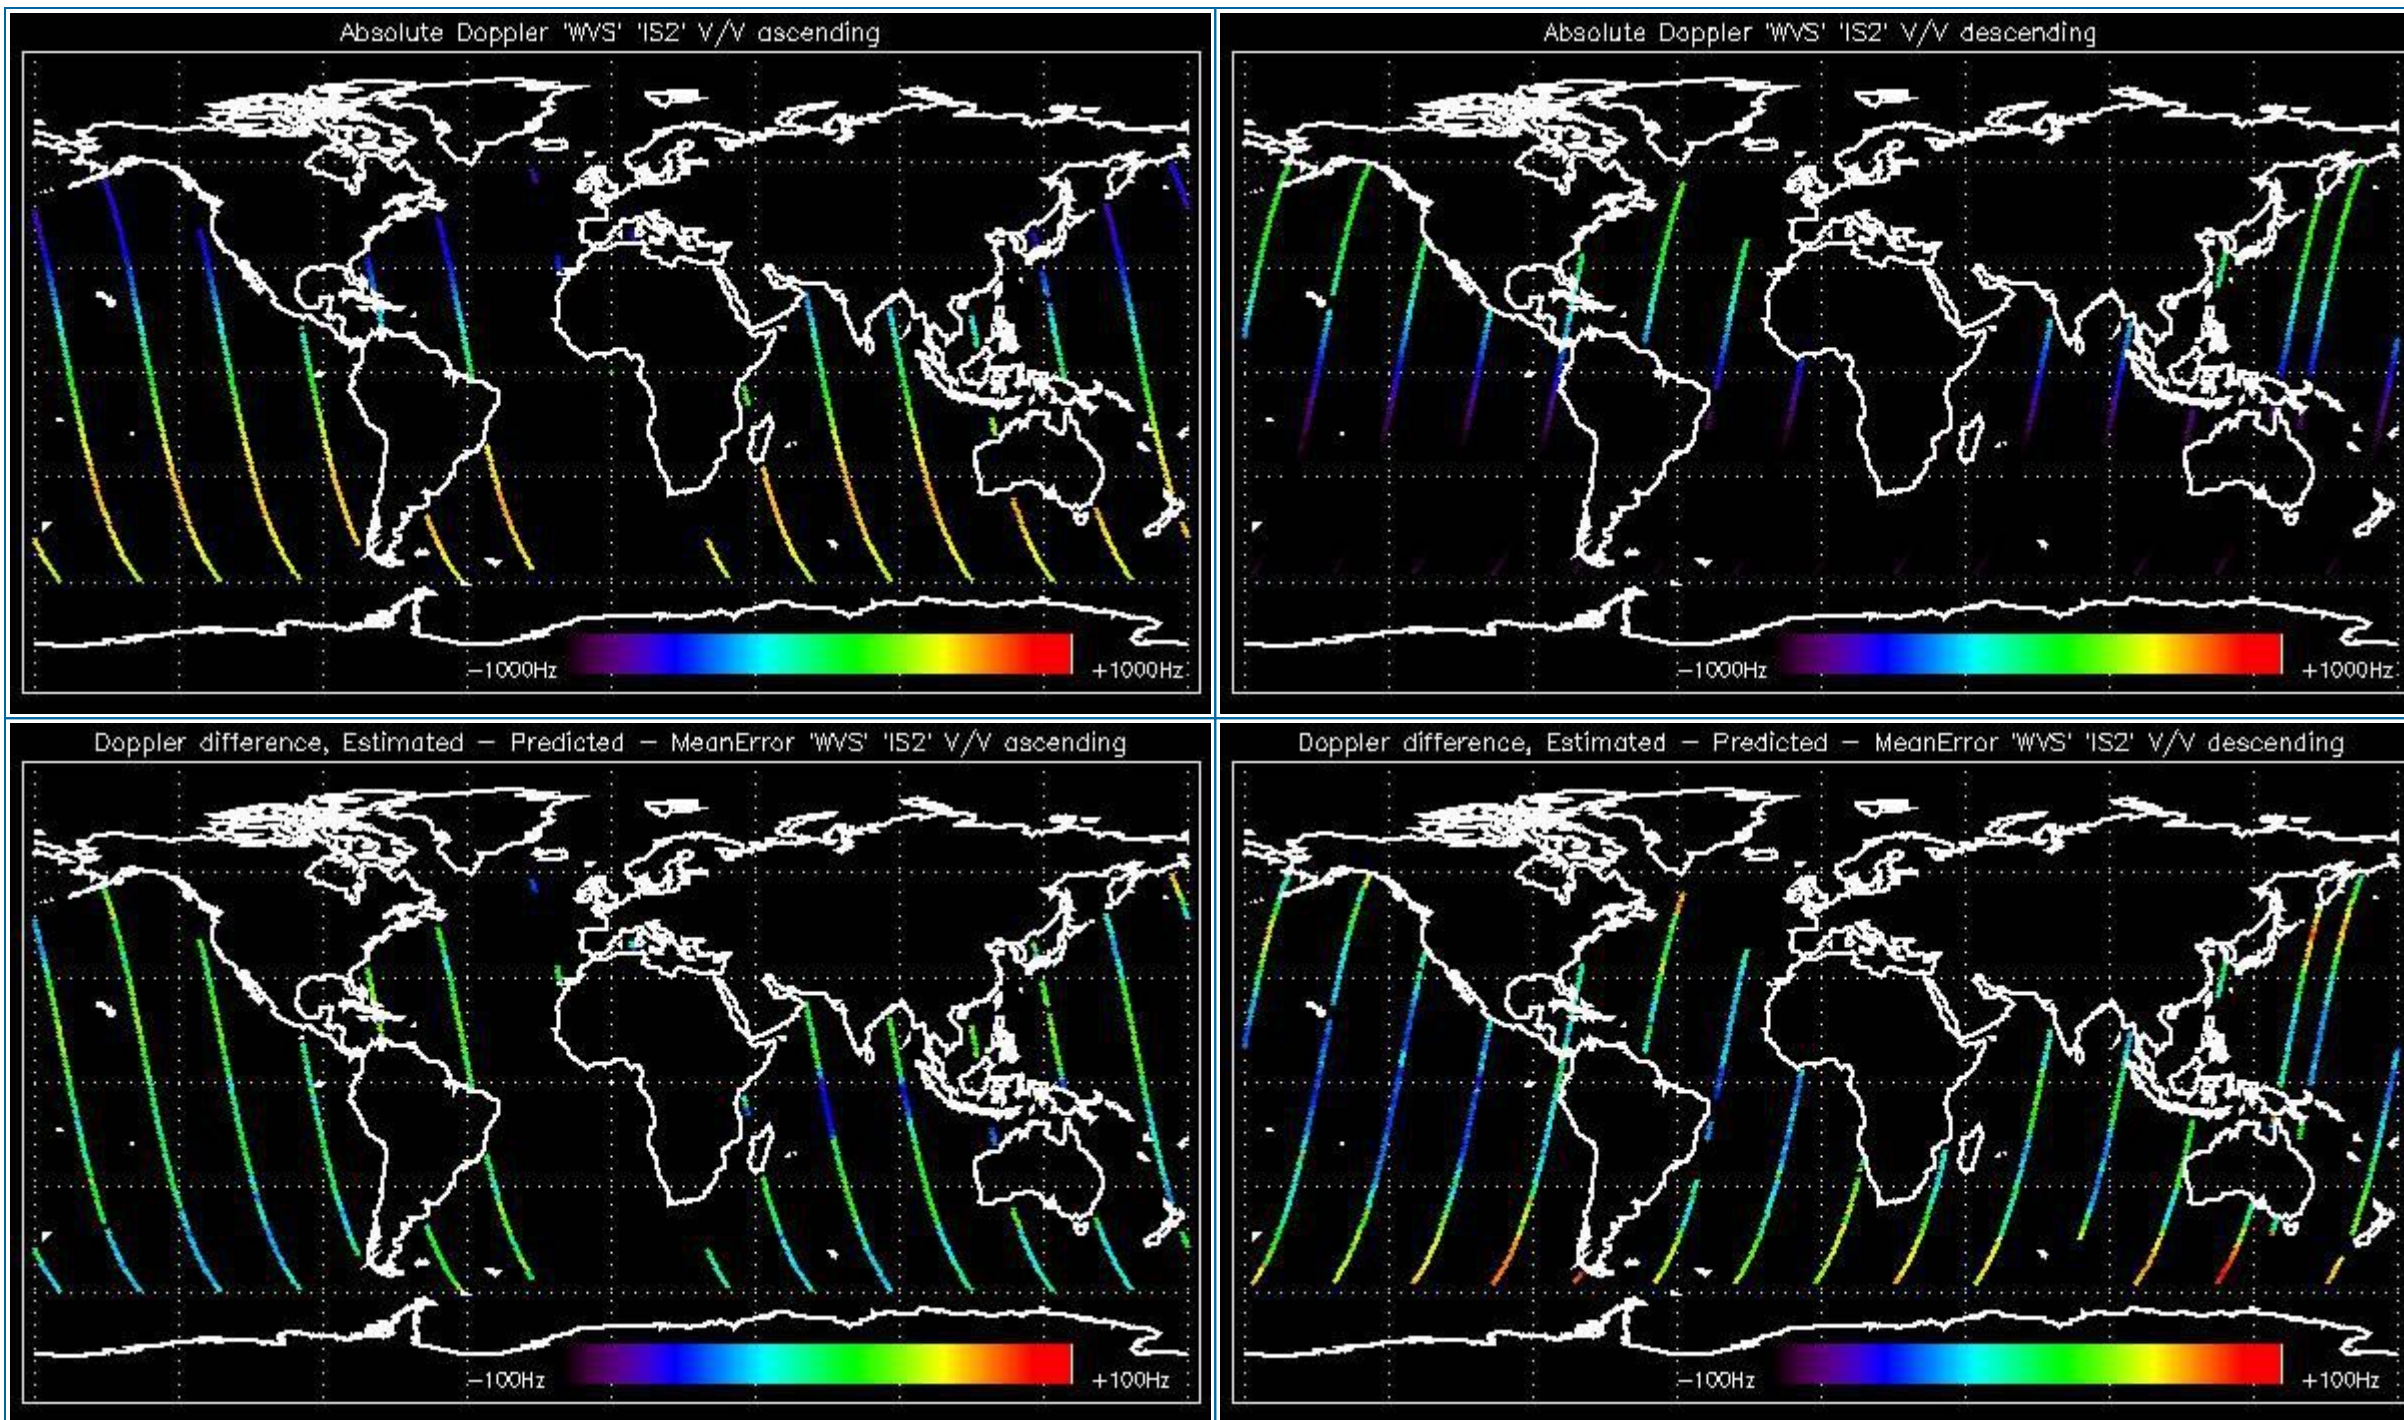 Absolute Doppler 'WVS' 'IS2' V/V ascending
-1000Hz
+1000Hz
Absolute Doppler 'WVS' 'IS2' V/V descending
-1000Hz
+1000Hz
Doppler difference, Estimated - Predicted - MeanError 'WVS' 'IS2' V/V ascending
-100Hz
+100Hz
Doppler difference, Estimated - Predicted - MeanError 'WVS' 'IS2' V/V descending
-100Hz
+100Hz